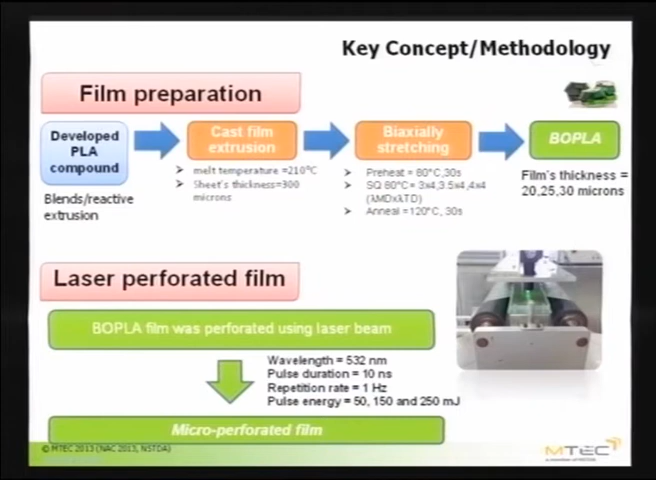 Key Concept/Methodology
Film preparation
Developed
PLA
compound
Blends/reactive
extrusion
Cast film
extrusion
➢ melt temperature =210°C
➢ Sheet's thickness=300
microns
Biaxially
stretching
➢ Preheat = 80°C,30s
➢ SQ 80°C= 3x4,3.5x4,4x4
(λMDxλTD)
➢ Anneal =120°C, 30s
BOPLA
Film's thickness =
20,25,30 microns
Laser perforated film
BOPLA film was perforated using laser beam
Wavelength = 532 nm
Pulse duration = 10 ns
Repetition rate = 1 Hz
Pulse energy = 50, 150 and 250 mJ
Micro-perforated film
© MTEC 2013 (NAC 2013, NSTDA)
MTEC